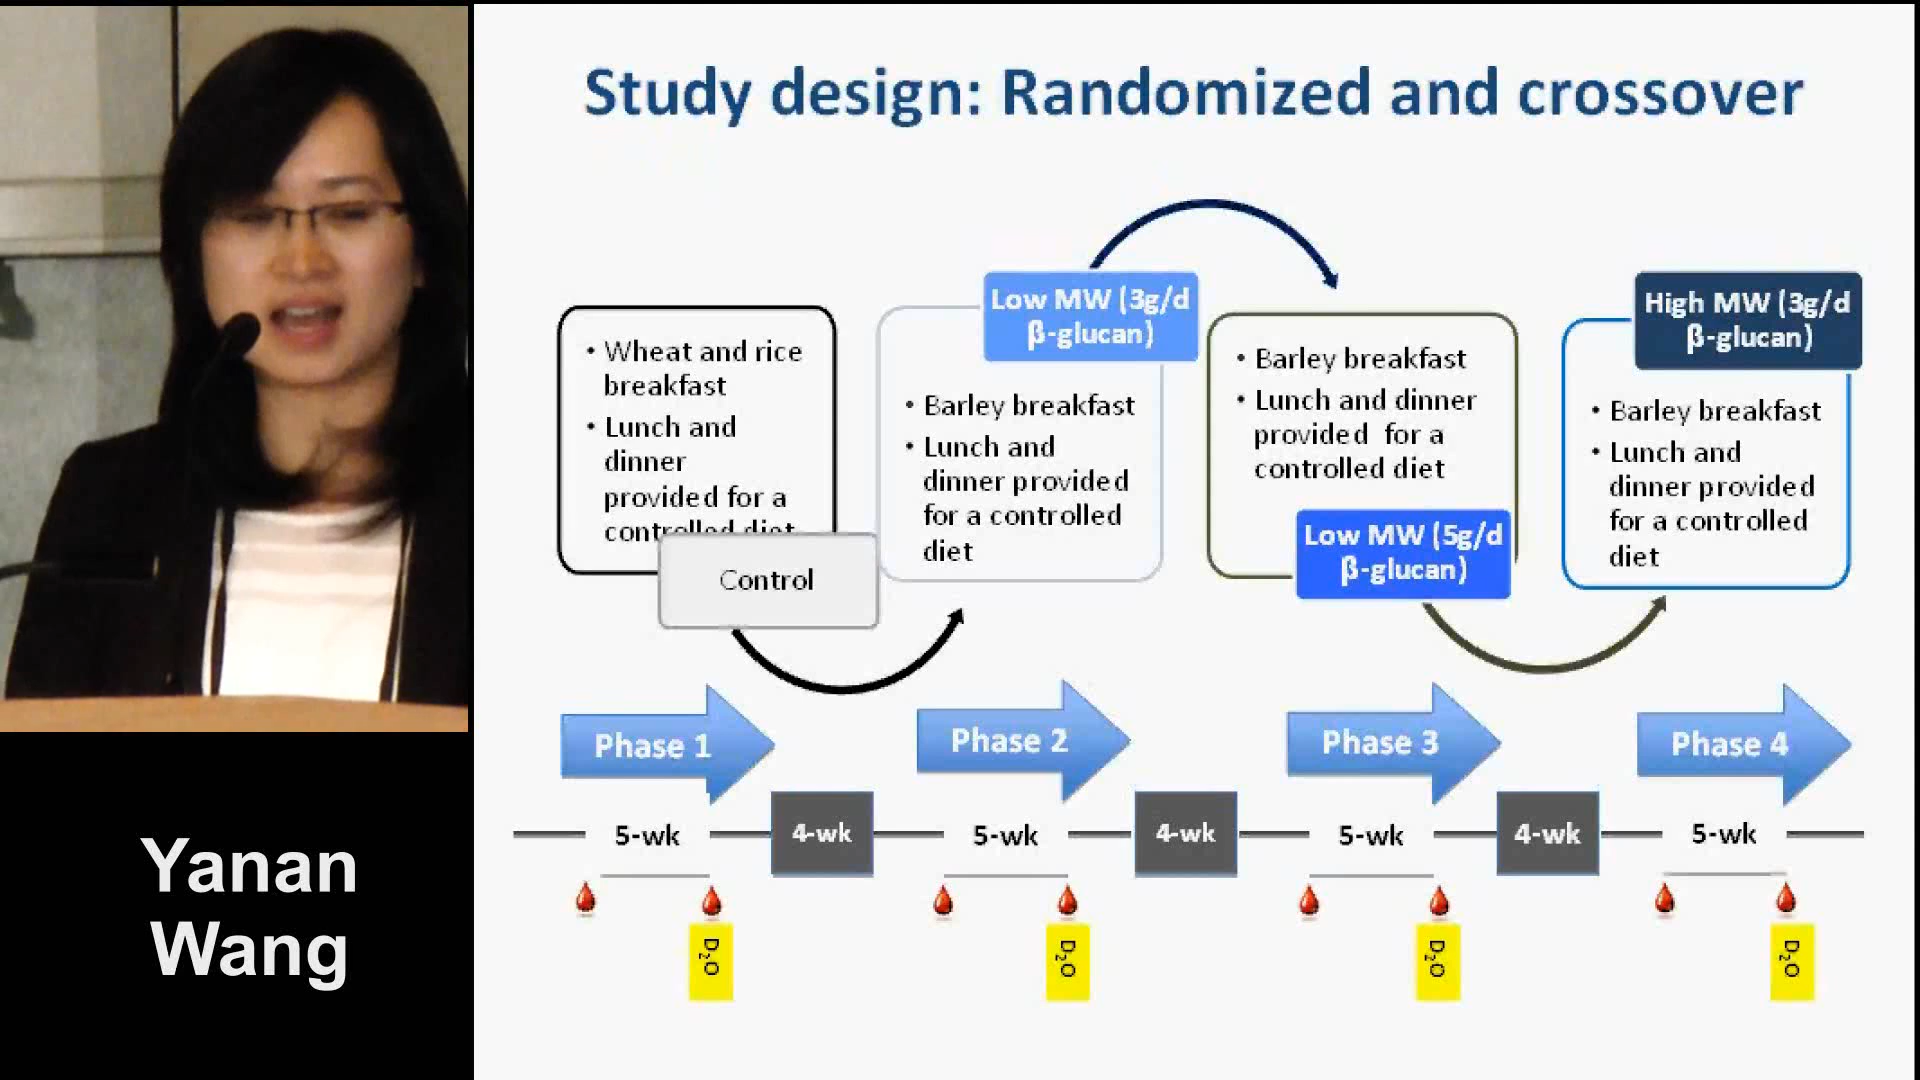 Study design: Randomized and crossover
• Wheat and rice
breakfast
• Lunch and
dinner
provided for a
controlled diet
Control
Low MW (3g/d
β-glucan)
• Barley breakfast
• Lunch and
dinner provided
for a controlled
diet
• Barley breakfast
• Lunch and dinner
provided for a
controlled diet
Low MW (5g/d
β-glucan)
High MW (3g/d
β-glucan)
• Barley breakfast
• Lunch and
dinner provided
for a controlled
diet
Phase 1
Phase 2
Phase 3
Phase 4
5-wk
4-wk
5-wk
4-wk
5-wk
4-wk
5-wk
D₂O
D₂O
D₂O
D₂O
Yanan
Wang